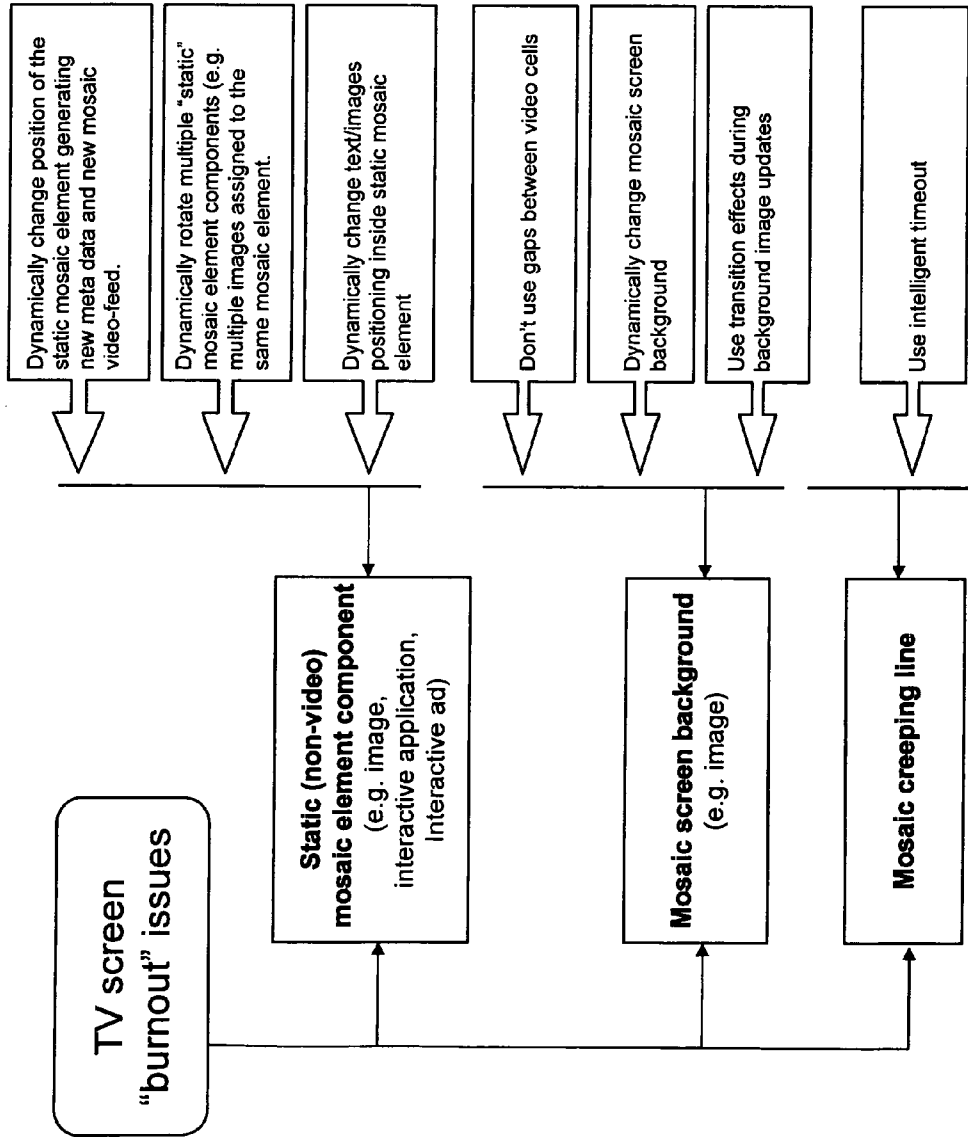 TV screen
“burnout” issues
Static (non-video)
mosaic element component
(e.g. image,
interactive application,
Interactive ad)
Dynamically change position of the
static mosaic element generating
new meta data and new mosaic
video-feed.
Dynamically rotate multiple “static”
mosaic element components (e.g.
multiple images assigned to the
same mosaic element.
Dynamically change text/images
positioning inside static mosaic
element
Mosaic screen background
(e.g. image)
Don’t use gaps between video cells
Dynamically change mosaic screen
background
Use transition effects during
background image updates
Mosaic creeping line
Use intelligent timeout